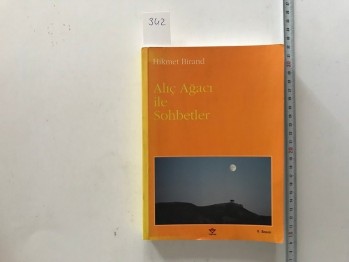 362
Hikmet Birand
Alıç Ağacı
ile
Sohbetler